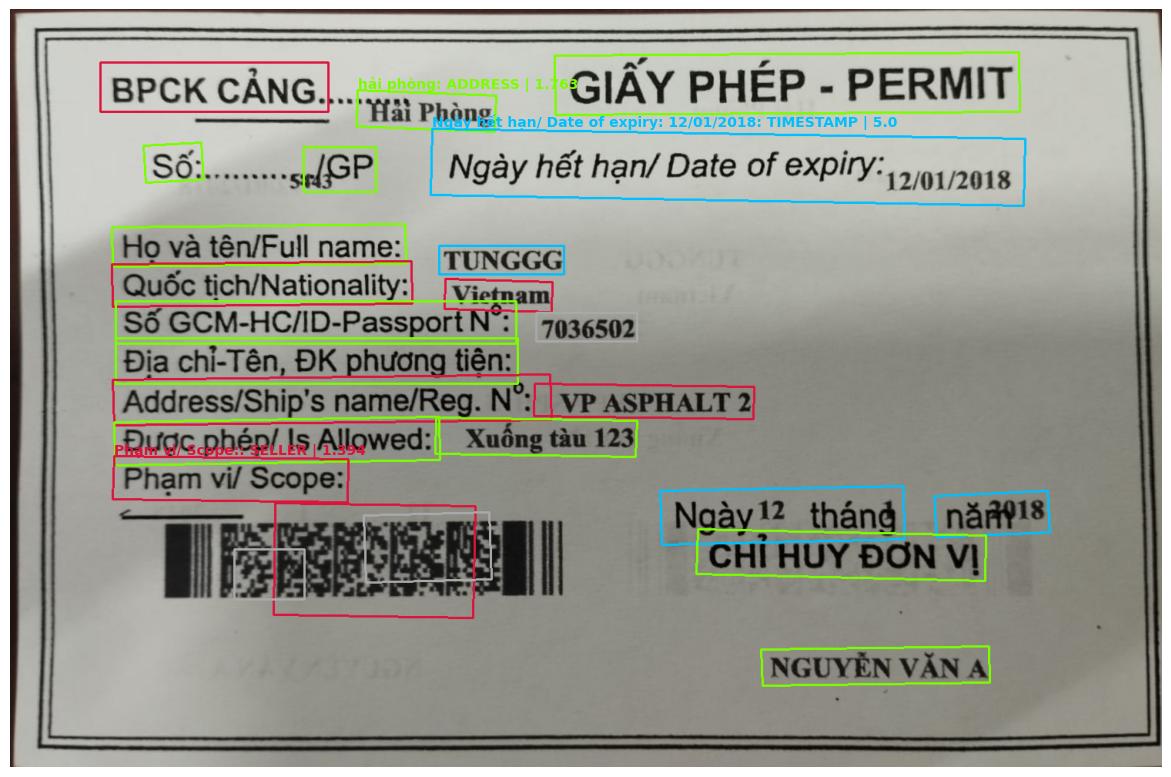 BPCK CẢNG..........
hải phòng: ADDRESS | 1.763
Hải Phòng
GIẤY PHÉP - PERMIT
Ngày hết hạn/ Date of expiry: 12/01/2018: TIMESTAMP | 5.0
Số:............/GP
5843
Ngày hết hạn/ Date of expiry: 12/01/2018
Họ và tên/Full name: TUNGGG
Quốc tịch/Nationality: Vietnam
Số GCM-HC/ID-Passport Nº: 7036502
Địa chỉ-Tên, ĐK phương tiện:
Address/Ship's name/Reg. Nº: VP ASPHALT 2
Được phép/ Is Allowed: Xuống tàu 123
Phạm vi/ Scope:: SELLER | 1.394
Phạm vi/ Scope:
Ngày 12 tháng 1 năm 2018
CHỈ HUY ĐƠN VỊ
NGUYỄN VĂN A